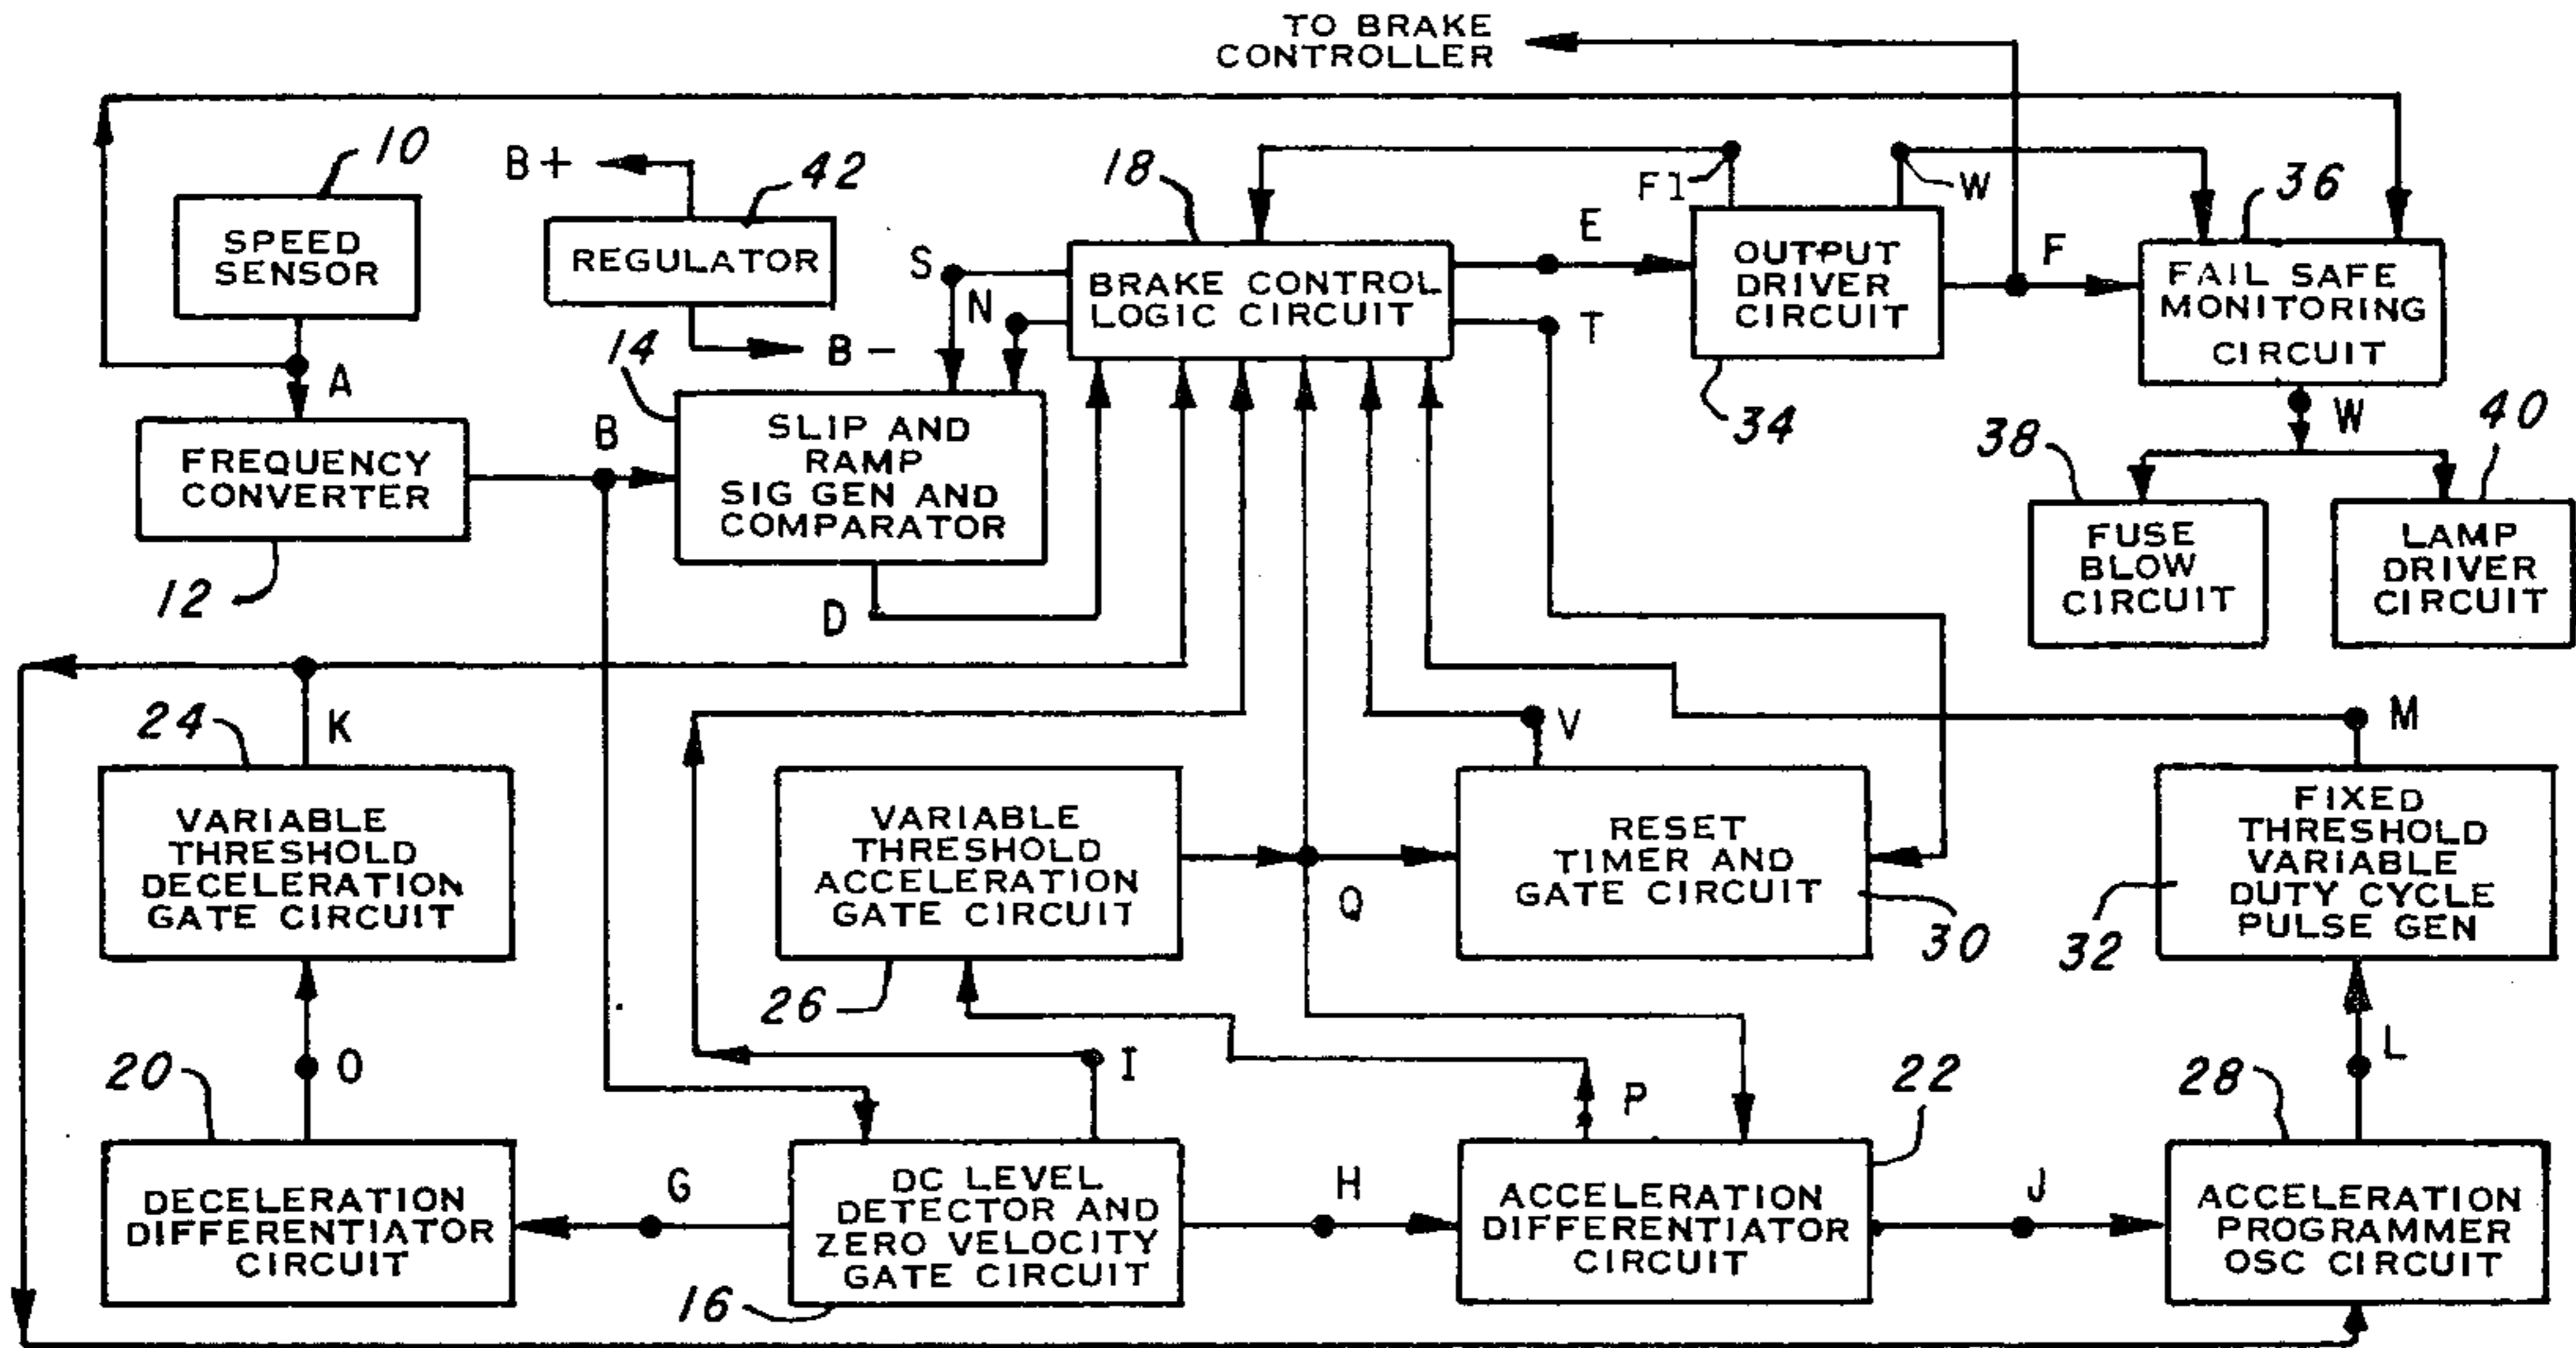 TO BRAKE
CONTROLLER
10
SPEED
SENSOR
A
B+
42
REGULATOR
B-
18
BRAKE CONTROL
LOGIC CIRCUIT
S
N
E
T
F1
W
OUTPUT
DRIVER
CIRCUIT
34
F
36
FAIL SAFE
MONITORING
CIRCUIT
W
38
FUSE
BLOW
CIRCUIT
40
LAMP
DRIVER
CIRCUIT
FREQUENCY
CONVERTER
12
B
14
SLIP AND
RAMP
SIG GEN AND
COMPARATOR
D
K
24
VARIABLE
THRESHOLD
DECELERATION
GATE CIRCUIT
VARIABLE
THRESHOLD
ACCELERATION
GATE CIRCUIT
26
Q
V
RESET
TIMER AND
GATE CIRCUIT
30
M
FIXED
THRESHOLD
VARIABLE
DUTY CYCLE
PULSE GEN
32
O
20
DECELERATION
DIFFERENTIATOR
CIRCUIT
G
I
DC LEVEL
DETECTOR AND
ZERO VELOCITY
GATE CIRCUIT
16
H
P
22
ACCELERATION
DIFFERENTIATOR
CIRCUIT
J
L
28
ACCELERATION
PROGRAMMER
OSC CIRCUIT